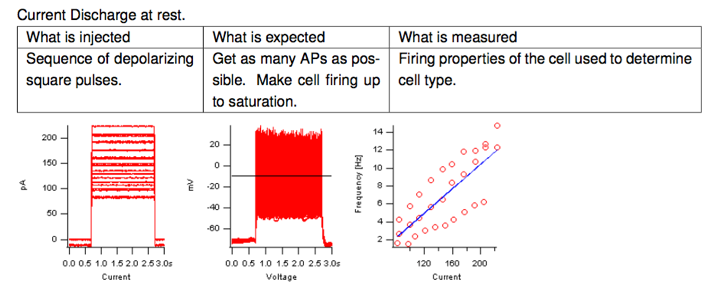 Current Discharge at rest.
What is injected
What is expected
What is measured
Sequence of depolarizing
square pulses.
Get as many APs as pos-
sible. Make cell firing up
to saturation.
Firing properties of the cell used to determine
cell type.
200
150
100
50
0
pA
0.0 0.5 1.0 1.5 2.0 2.5 3.0s
Current
20
0
-20
-40
-60
mV
0.0 0.5 1.0 1.5 2.0 2.5 3.0s
Voltage
14
12
10
8
6
4
2
Frequency [Hz]
120 160 200
Current